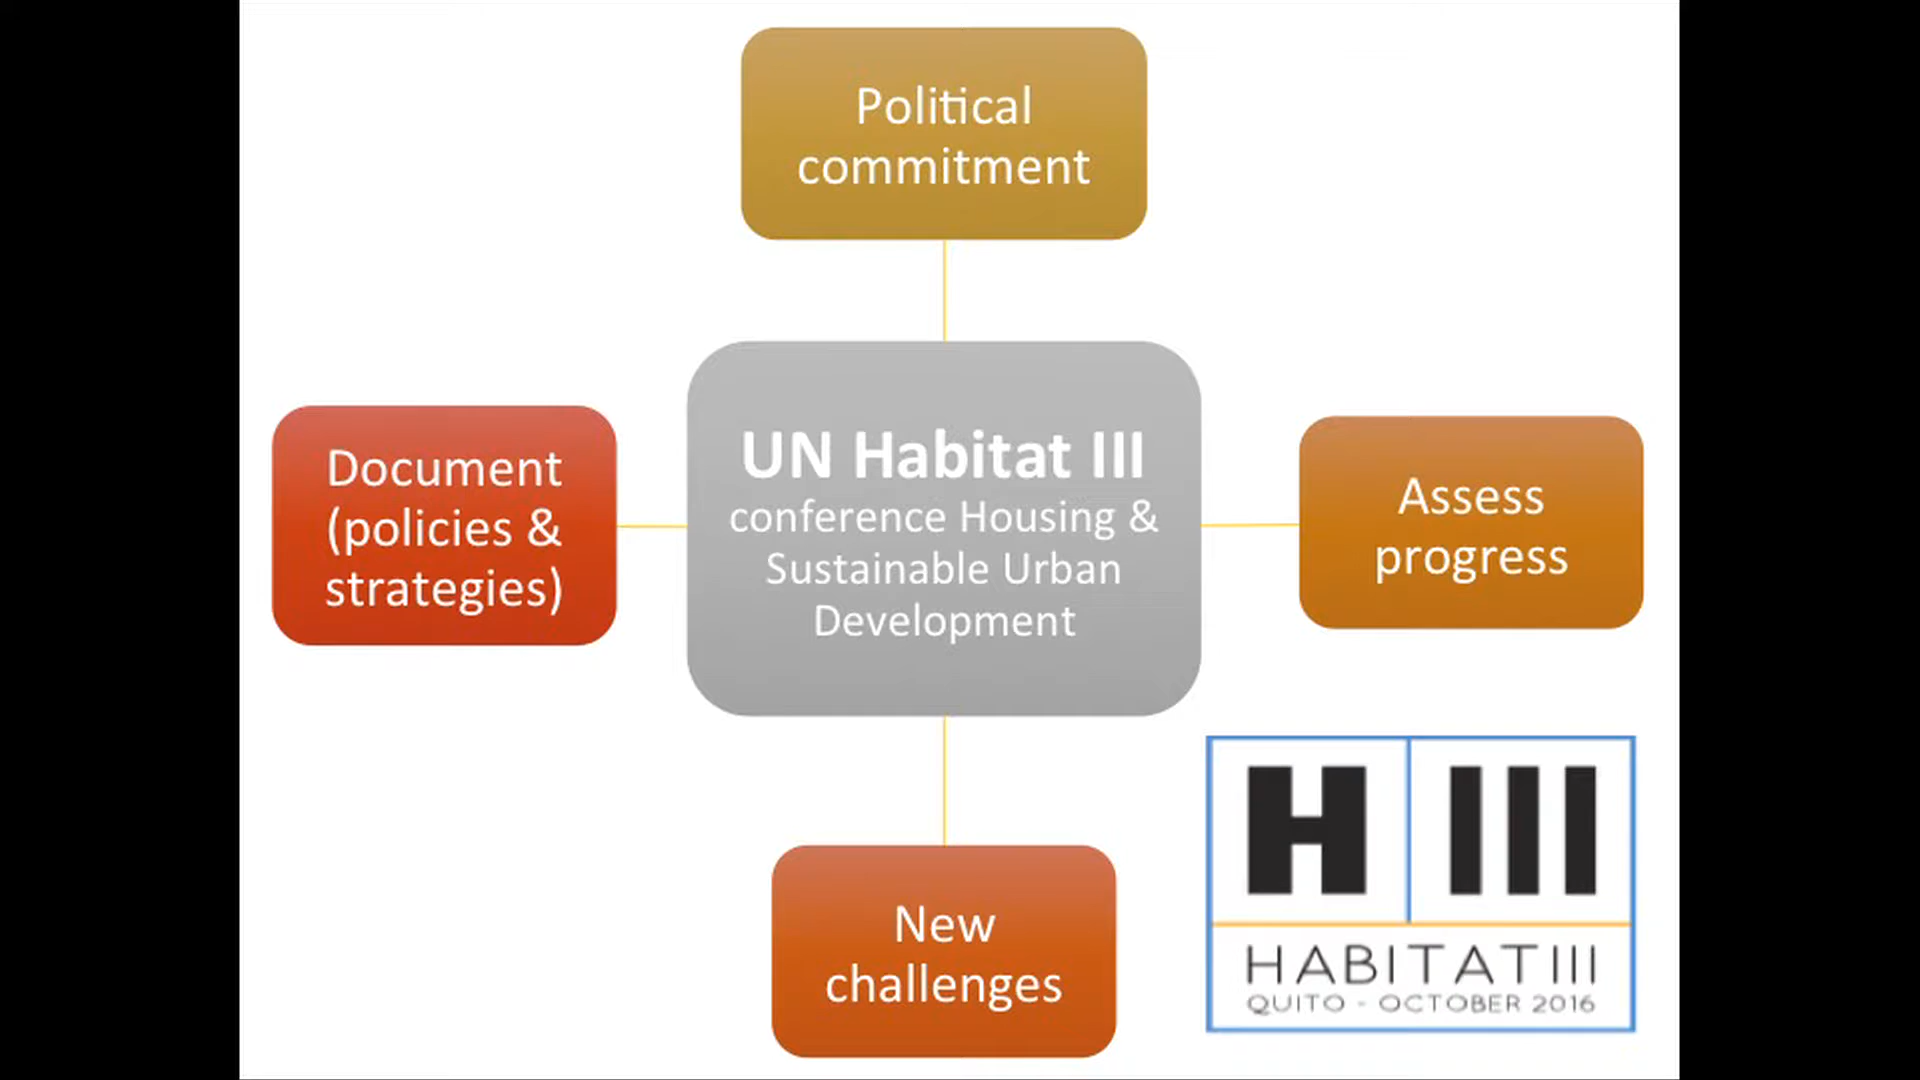 Political
commitment
Document
(policies &
strategies)
UN Habitat III
conference Housing &
Sustainable Urban
Development
Assess
progress
New
challenges
H III
HABITAT III
QUITO - OCTOBER 2016